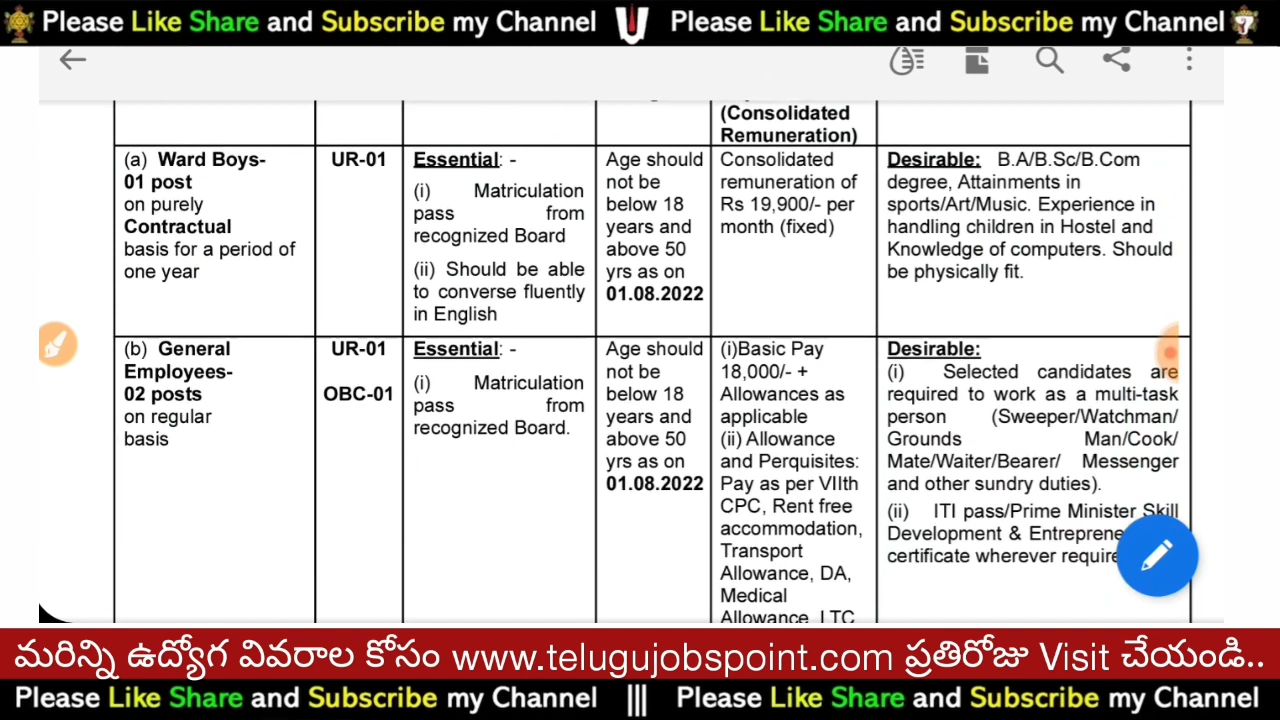 Please Like Share and Subscribe my Channel Please Like Share and Subscribe my Channel
(Consolidated
Remuneration)
(a) Ward Boys-
01 post
on purely
Contractual
basis for a period of
one year
UR-01
Essential: -
(i) Matriculation
pass from
recognized Board
(ii) Should be able
to converse fluently
in English
Age should
not be
below 18
years and
above 50
yrs as on
01.08.2022
Consolidated
remuneration of
Rs 19,900/- per
month (fixed)
Desirable: B.A/B.Sc/B.Com
degree, Attainments in
sports/Art/Music. Experience in
handling children in Hostel and
Knowledge of computers. Should
be physically fit.
(b) General
Employees-
02 posts
on regular
basis
UR-01
OBC-01
Essential: -
(i) Matriculation
pass from
recognized Board.
Age should
not be
below 18
years and
above 50
yrs as on
01.08.2022
(i)Basic Pay
18,000/- +
Allowances as
applicable
(ii) Allowance
and Perquisites:
Pay as per VIIth
CPC, Rent free
accommodation,
Transport
Allowance, DA,
Medical
Allowance, LTC
Desirable:
(i) Selected candidates are
required to work as a multi-task
person (Sweeper/Watchman/
Grounds Man/Cook/
Mate/Waiter/Bearer/ Messenger
and other sundry duties).
(ii) ITI pass/Prime Minister Skill
Development &
certificate wherever
మరిన్ని ఉద్యోగ వివరాల కోసం www.telugujobspoint.com ప్రతిరోజు Visit చేయండి..
Please Like Share and Subscribe my Channel ||| Please Like Share and Subscribe my Channel